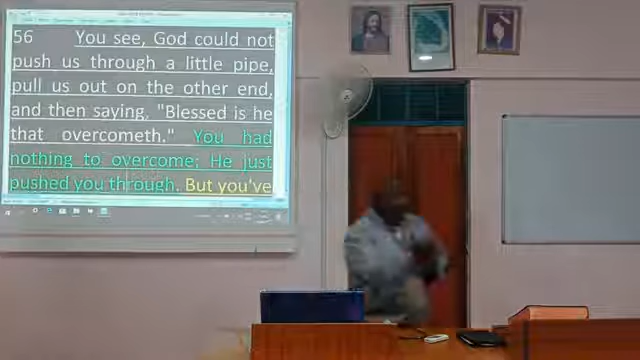 56 You see, God could not
push us through a little pipe,
pull us out on the other end,
and then saying, "Blessed is he
that overcometh." You had
nothing to overcome; He just
pushed you through. But you've